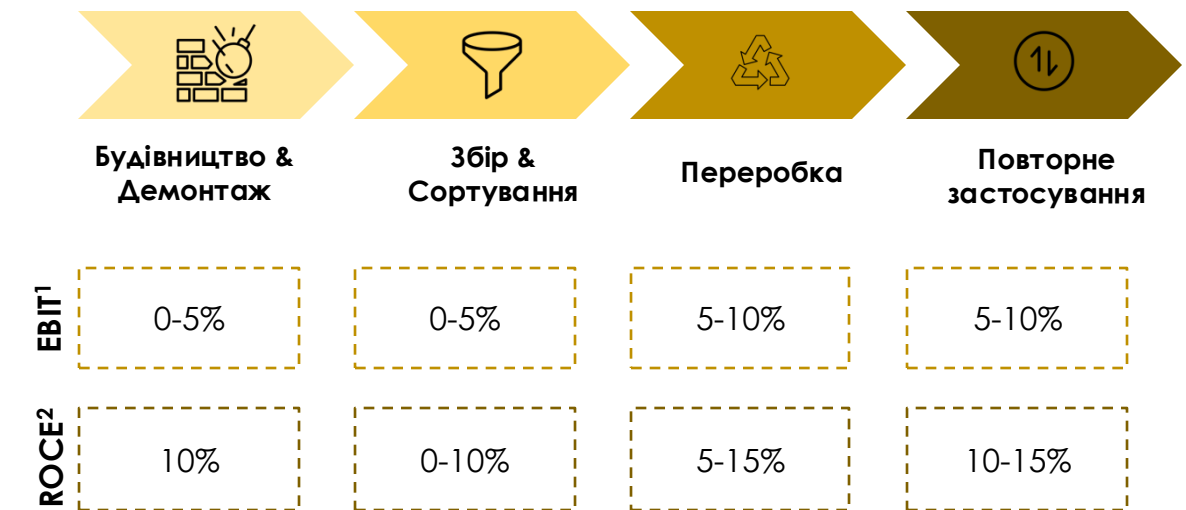 Будівництво &
Демонтаж
Збір &
Сортування
Переробка
Повторне
застосування
EBIT¹
0-5%
0-5%
5-10%
5-10%
ROCE²
10%
0-10%
5-15%
10-15%